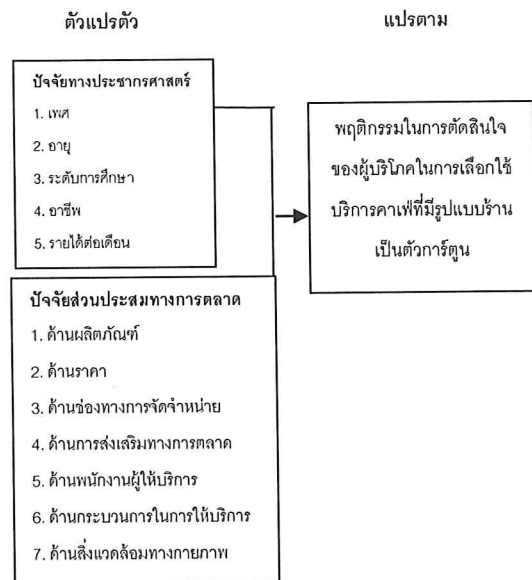 ตัวแปรตัว
แปรตาม
ปัจจัยทางประชากรศาสตร์
1. เพศ
2. อายุ
3. ระดับการศึกษา
4. อาชีพ
5. รายได้ต่อเดือน
พฤติกรรมในการตัดสินใจ
ของผู้บริโภคในการเลือกใช้
บริการคาเฟ่ที่มีรูปแบบร้าน
เป็นตัวการ์ตูน
ปัจจัยส่วนประสมทางการตลาด
1. ด้านผลิตภัณฑ์
2. ด้านราคา
3. ด้านช่องทางการจัดจำหน่าย
4. ด้านการส่งเสริมทางการตลาด
5. ด้านพนักงานผู้ให้บริการ
6. ด้านกระบวนการในการให้บริการ
7. ด้านสิ่งแวดล้อมทางกายภาพ